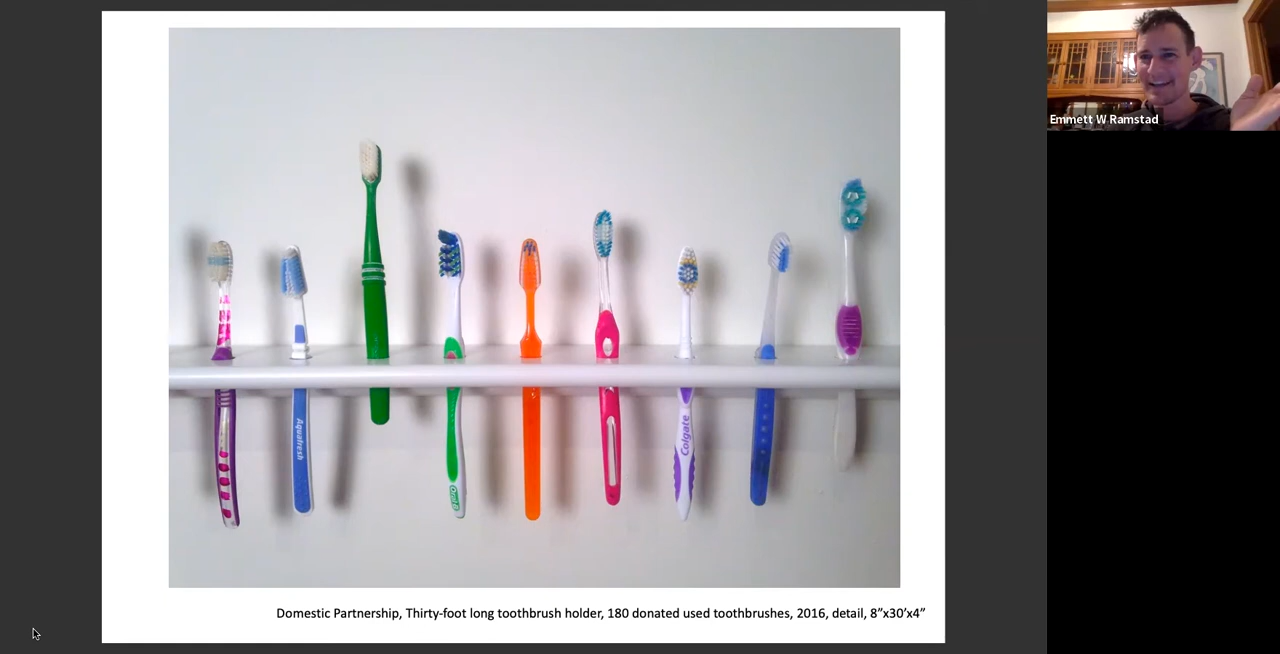 Emmett W Ramstad
Aquafresh
Oral-B
Colgate
Domestic Partnership, Thirty-foot long toothbrush holder, 180 donated used toothbrushes, 2016, detail, 8”x30’x4”